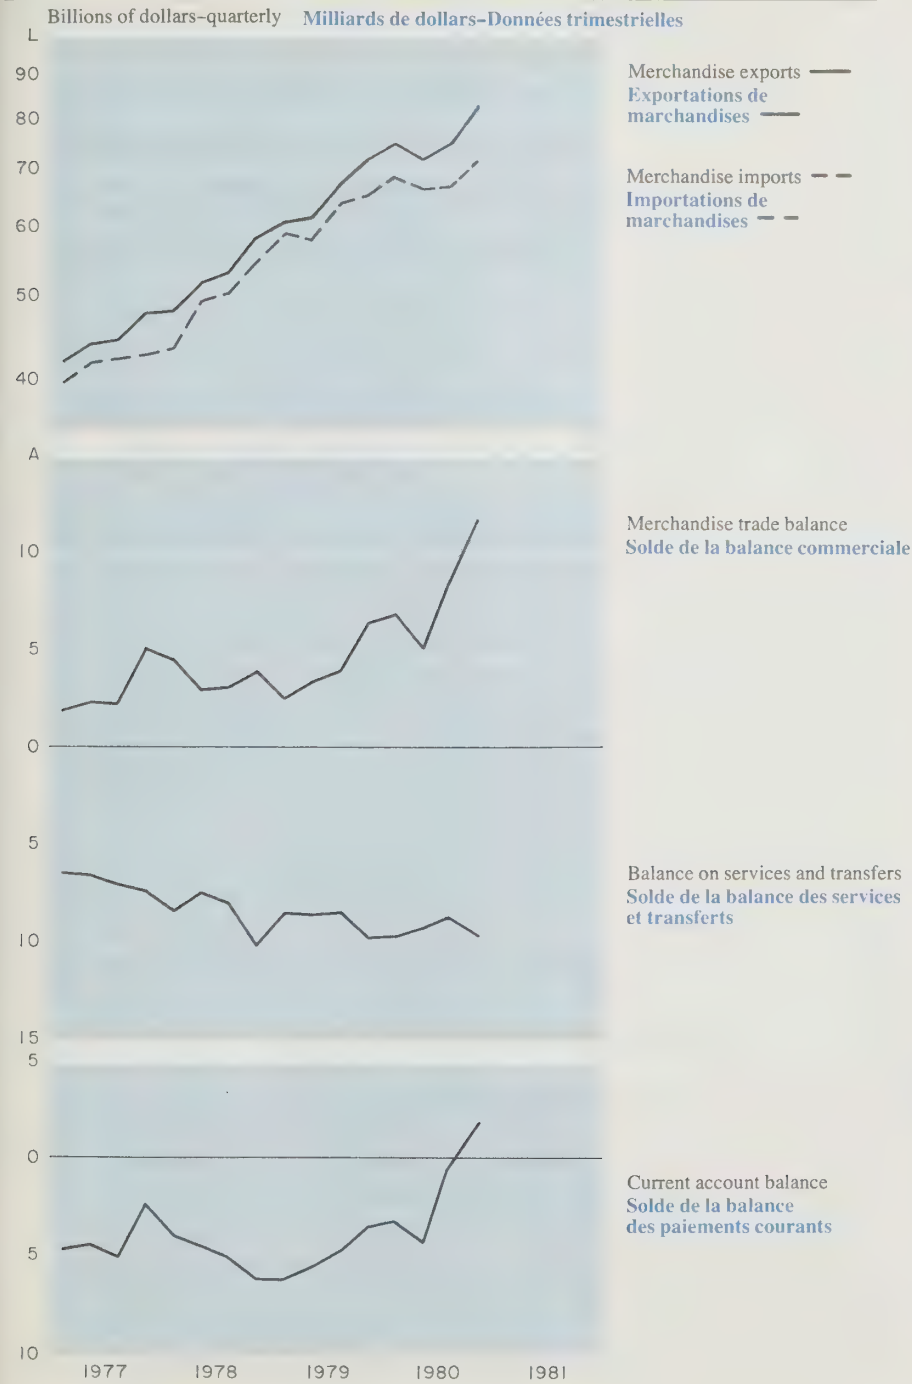 Billions of dollars–quarterly Milliards de dollars–Données trimestrielles
L
90
80
70
60
50
40
Merchandise exports
Exportations de
marchandises
Merchandise imports
Importations de
marchandises
A
10
5
0
5
10
15
Merchandise trade balance
Solde de la balance commerciale
Balance on services and transfers
Solde de la balance des services
et transferts
5
0
5
10
Current account balance
Solde de la balance
des paiements courants
1977 1978 1979 1980 1981